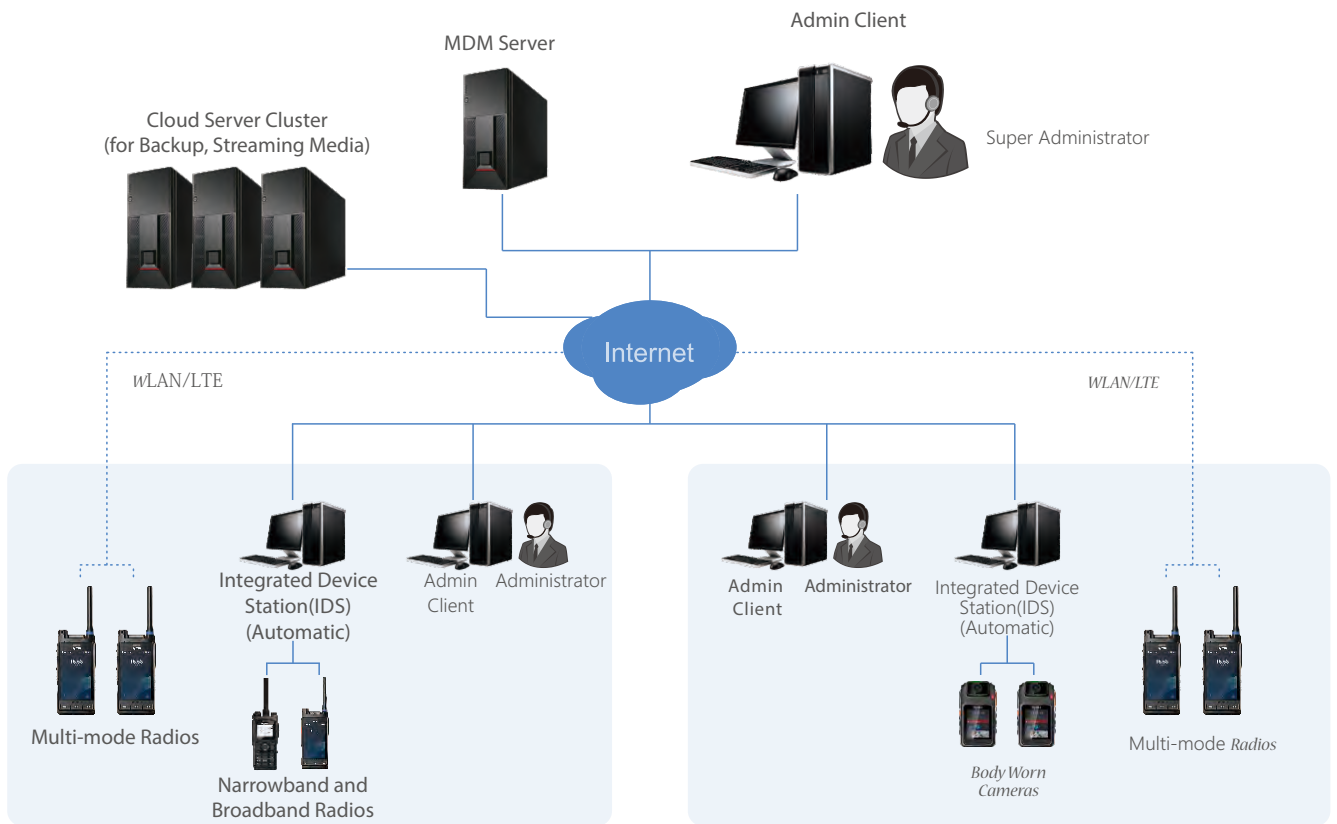 Admin Client
MDM Server
Cloud Server Cluster
(for Backup, Streaming Media)
Super Administrator
Internet
WLAN/LTE
WLAN/LTE
Integrated Device
Station(IDS)
(Automatic)
Admin
Client
Administrator
Admin
Client
Administrator
Integrated Device
Station(IDS)
(Automatic)
Multi-mode Radios
Narrowband and
Broadband Radios
Body Worn
Cameras
Multi-mode Radios